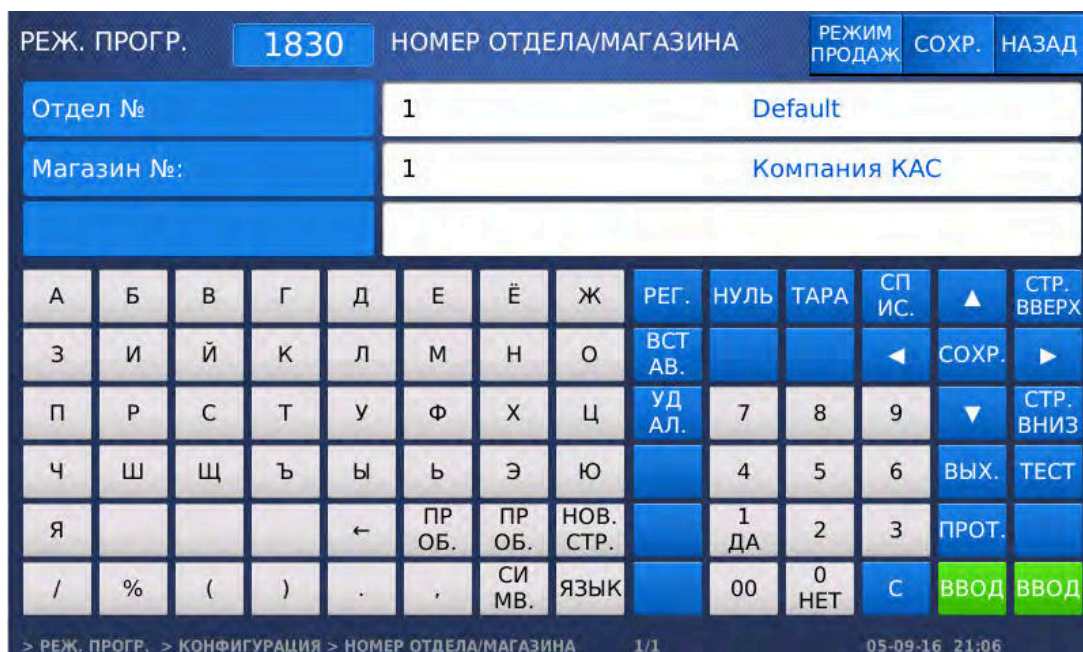 РЕЖ. ПРОГР. 1830 НОМЕР ОТДЕЛА/МАГАЗИНА РЕЖИМ ПРОДАЖ СОХР. НАЗАД
Отдел № 1 Default
Магазин №: 1 Компания КАС
А Б В Г Д Е Ё Ж РЕГ. НУЛЬ ТАРА СП ИС. ▲ СТР. ВВЕРХ
З И Й К Л М Н О ВСТ АВ. ◄ СОХР. ►
П Р С Т У Ф Х Ц УД АЛ. 7 8 9 ▼ СТР. ВНИЗ
Ч Ш Щ Ъ Ы Ь Э Ю 4 5 6 ВЫХ. ТЕСТ
Я ← ПР ОБ. ПР ОБ. НОВ. СТР. 1 ДА 2 3 ПРОТ.
/ % ( ) . , СИ МВ. ЯЗЫК 00 0 НЕТ С ВВОД ВВОД
> РЕЖ. ПРОГР. > КОНФИГУРАЦИЯ > НОМЕР ОТДЕЛА/МАГАЗИНА 1/1 05-09-16 21:06